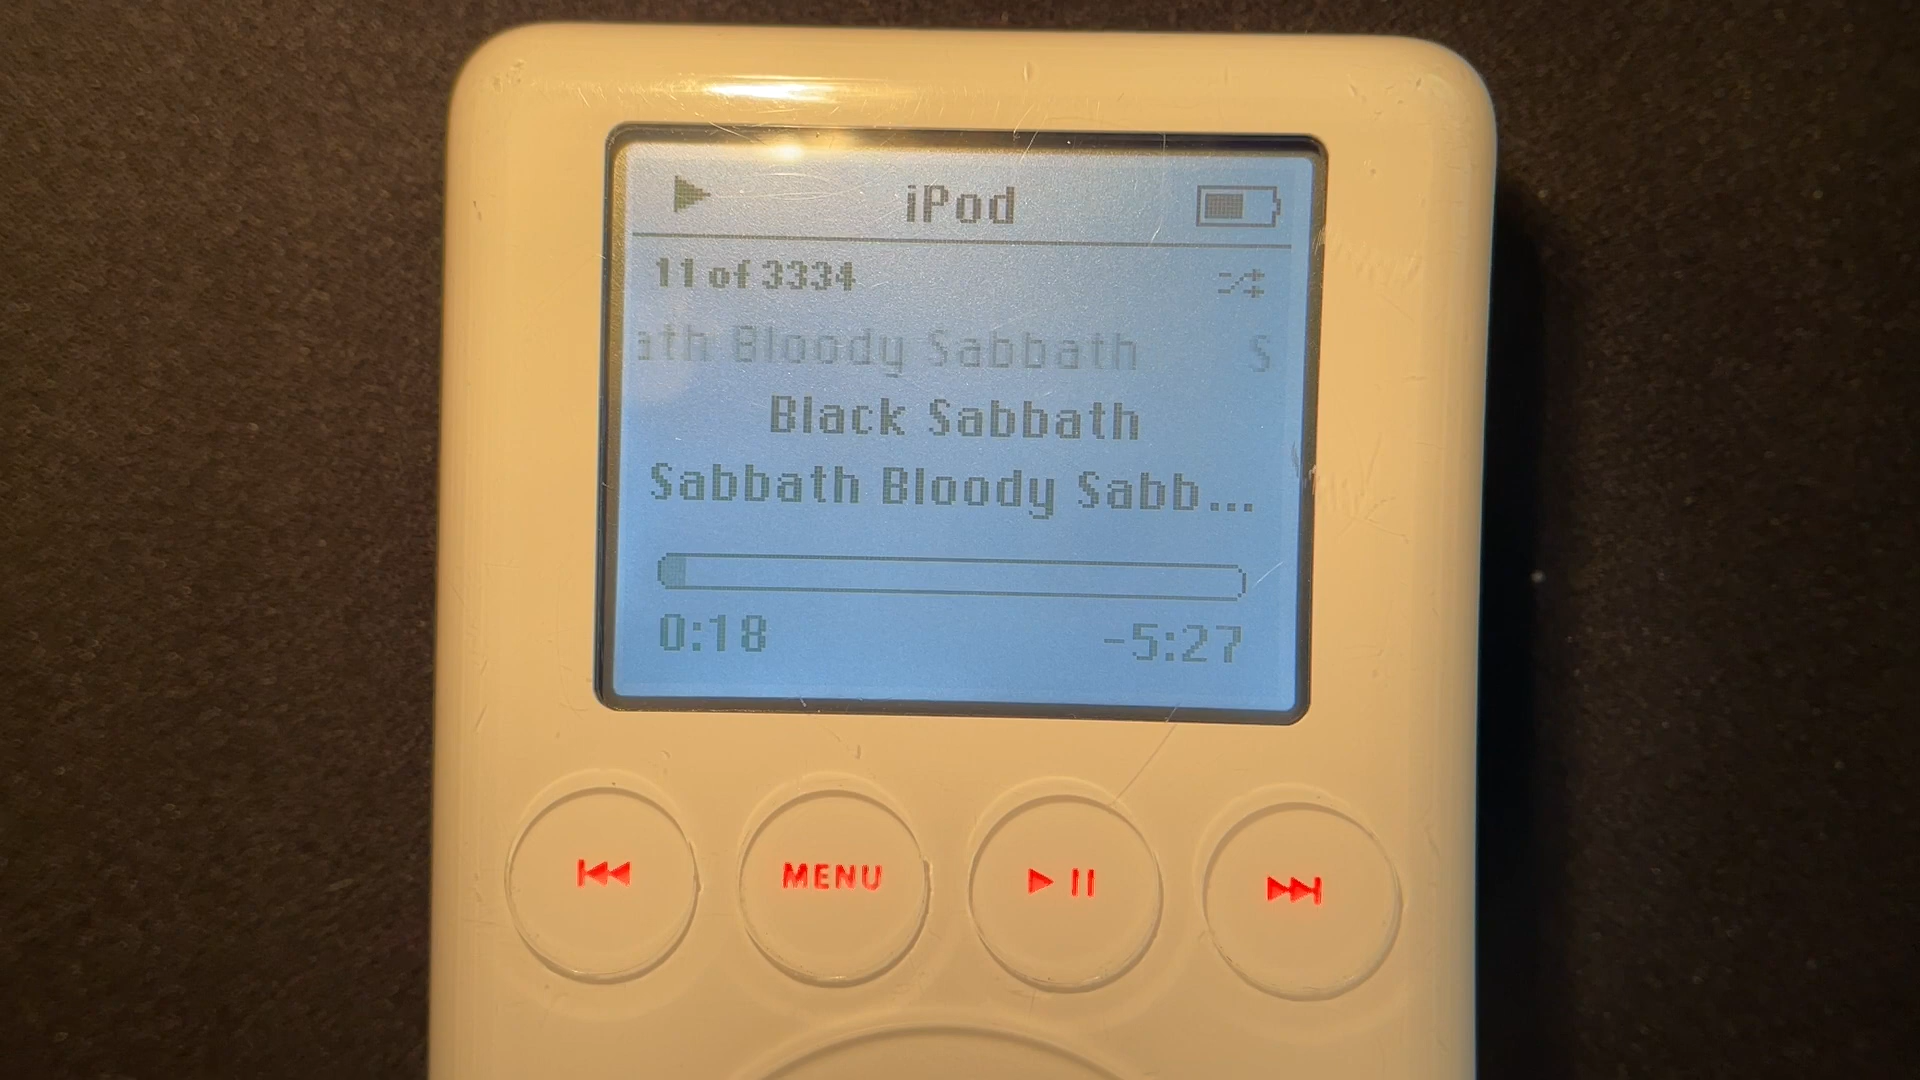 iPod
11 of 3334
ath Bloody Sabbath S
Black Sabbath
Sabbath Bloody Sabb...
0:18 -5:27
MENU